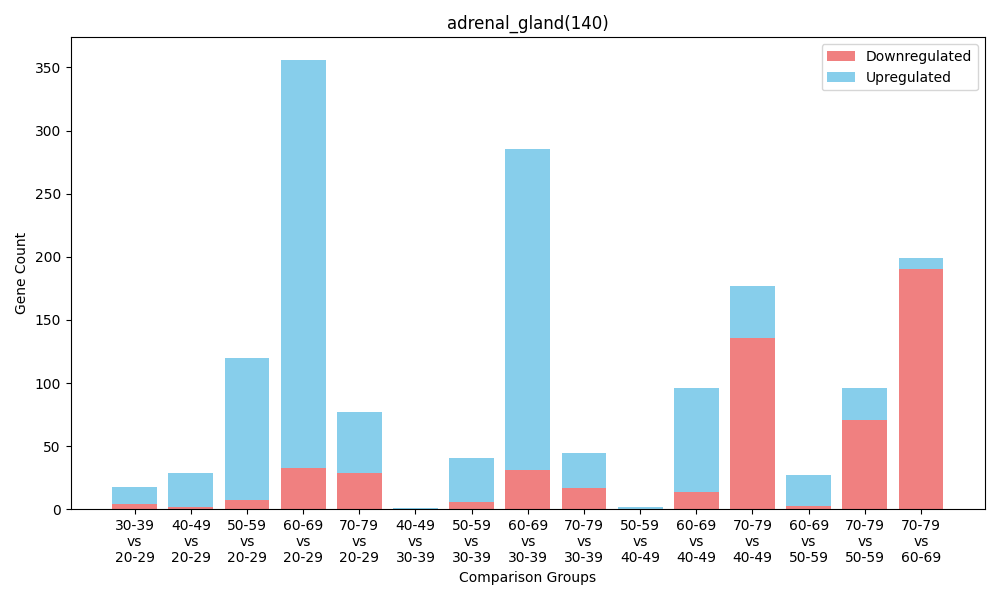 adrenal_gland(140)
Downregulated
Upregulated
Gene Count
350
300
250
200
150
100
50
0
30-39
vs
20-29
40-49
vs
20-29
50-59
vs
20-29
60-69
vs
20-29
70-79
vs
20-29
40-49
vs
30-39
50-59
vs
30-39
60-69
vs
30-39
70-79
vs
30-39
50-59
vs
40-49
60-69
vs
40-49
70-79
vs
40-49
60-69
vs
50-59
70-79
vs
50-59
70-79
vs
60-69
Comparison Groups